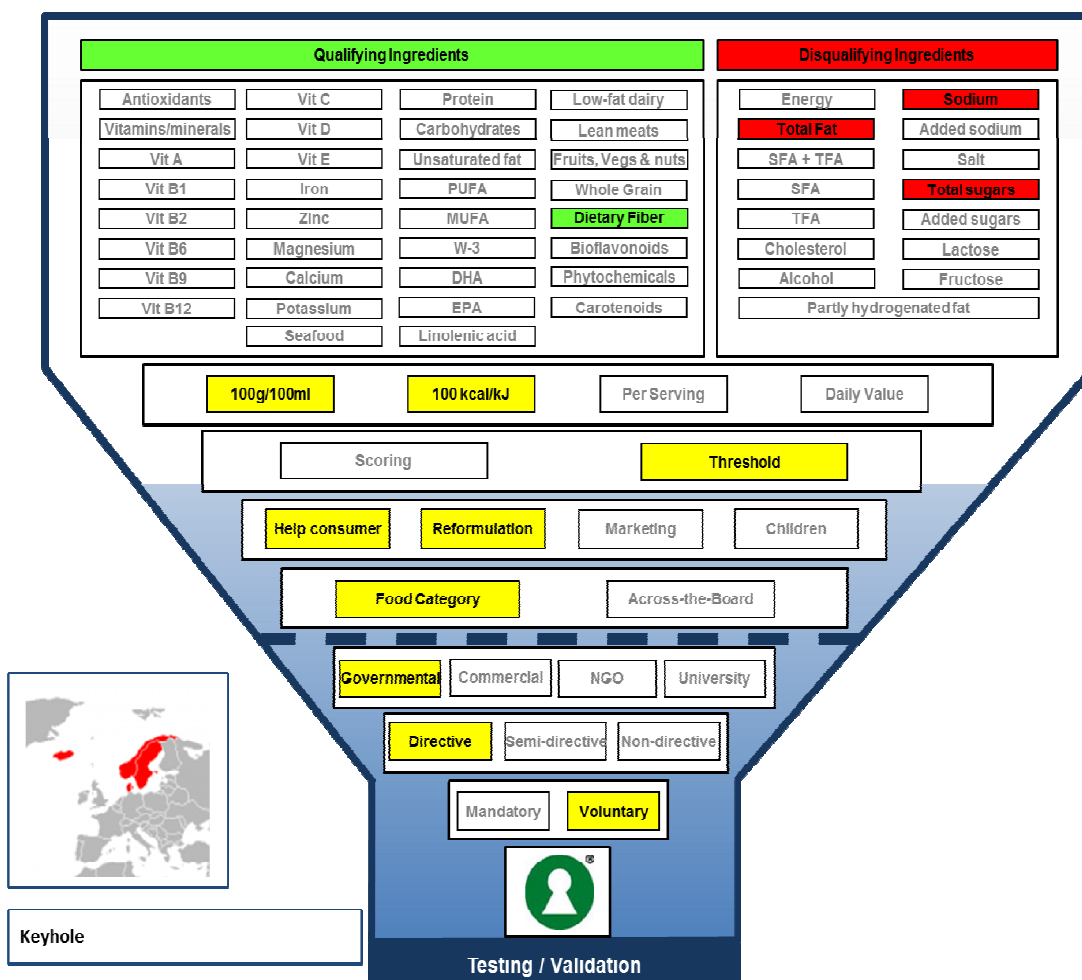 Qualifying Ingredients
Disqualifying Ingredients
Antioxidants Vit C Protein Low-fat dairy Energy Sodium
Vitamins/minerals Vit D Carbohydrates Lean meats Total Fat Added sodium
Vit A Vit E Unsaturated fat Fruits, Vegs & nuts SFA + TFA Salt
Vit B1 Iron PUFA Whole Grain SFA Total sugars
Vit B2 Zinc MUFA Dietary Fiber TFA Added sugars
Vit B6 Magnesium W-3 Bioflavonoids Cholesterol Lactose
Vit B9 Calcium DHA Phytochemicals Alcohol Fructose
Vit B12 Potassium EPA Carotenoids Partly hydrogenated fat
Seafood Linolenic acid
100g/100ml 100 kcal/kJ Per Serving Daily Value
Scoring Threshold
Help consumer Reformulation Marketing Children
Food Category Across-the-Board
Governmental Commercial NGO University
Directive Semi-directive Non-directive
Mandatory Voluntary
®
Keyhole
Testing / Validation